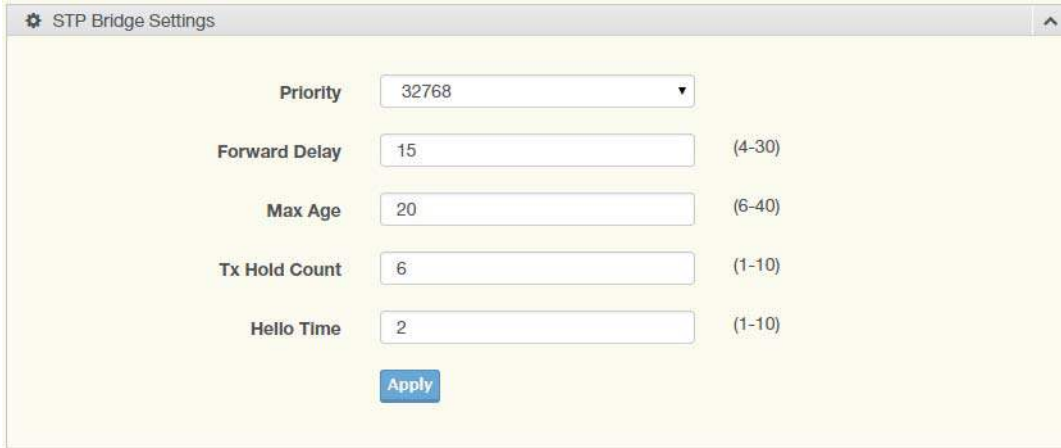 STP Bridge Settings
Priority 32768
Forward Delay 15 (4-30)
Max Age 20 (6-40)
Tx Hold Count 6 (1-10)
Hello Time 2 (1-10)
Apply